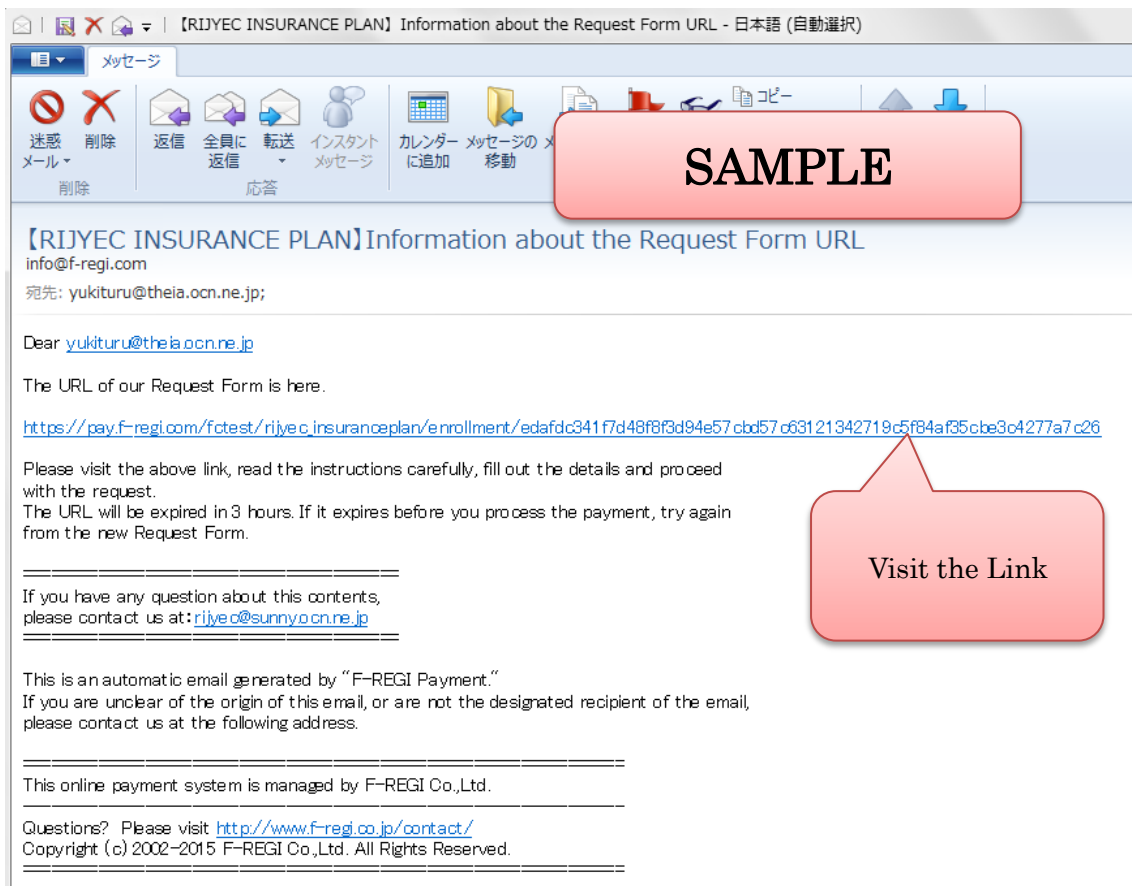 【RIJYEC INSURANCE PLAN】 Information about the Request Form URL - 日本語 (自動選択)
メッセージ
コピー
迷惑メール 削除 返信 全員に返信 転送 インスタントメッセージ カレンダーに追加 メッセージの移動
削除 応答
SAMPLE
【RIJYEC INSURANCE PLAN】Information about the Request Form URL
info@f-regi.com
宛先: yukituru@theia.ocn.ne.jp;
Dear yukituru@theia.ocn.ne.jp
The URL of our Request Form is here.
https://pay.f-regi.com/fctest/rijyec_insuranceplan/enrollment/edafdc341f7d48f8f3d94e57cbd57c63121342719c5f84af35cbe3c4277a7c26
Please visit the above link, read the instructions carefully, fill out the details and proceed
with the request.
The URL will be expired in 3 hours. If it expires before you process the payment, try again
from the new Request Form.
Visit the Link
If you have any question about this contents,
please contact us at:rijyec@sunny.ocn.ne.jp
This is an automatic email generated by "F-REGI Payment."
If you are unclear of the origin of this email, or are not the designated recipient of the email,
please contact us at the following address.
This online payment system is managed by F-REGI Co.,Ltd.
Questions? Please visit http://www.f-regi.co.jp/contact/
Copyright (c) 2002-2015 F-REGI Co.,Ltd. All Rights Reserved.